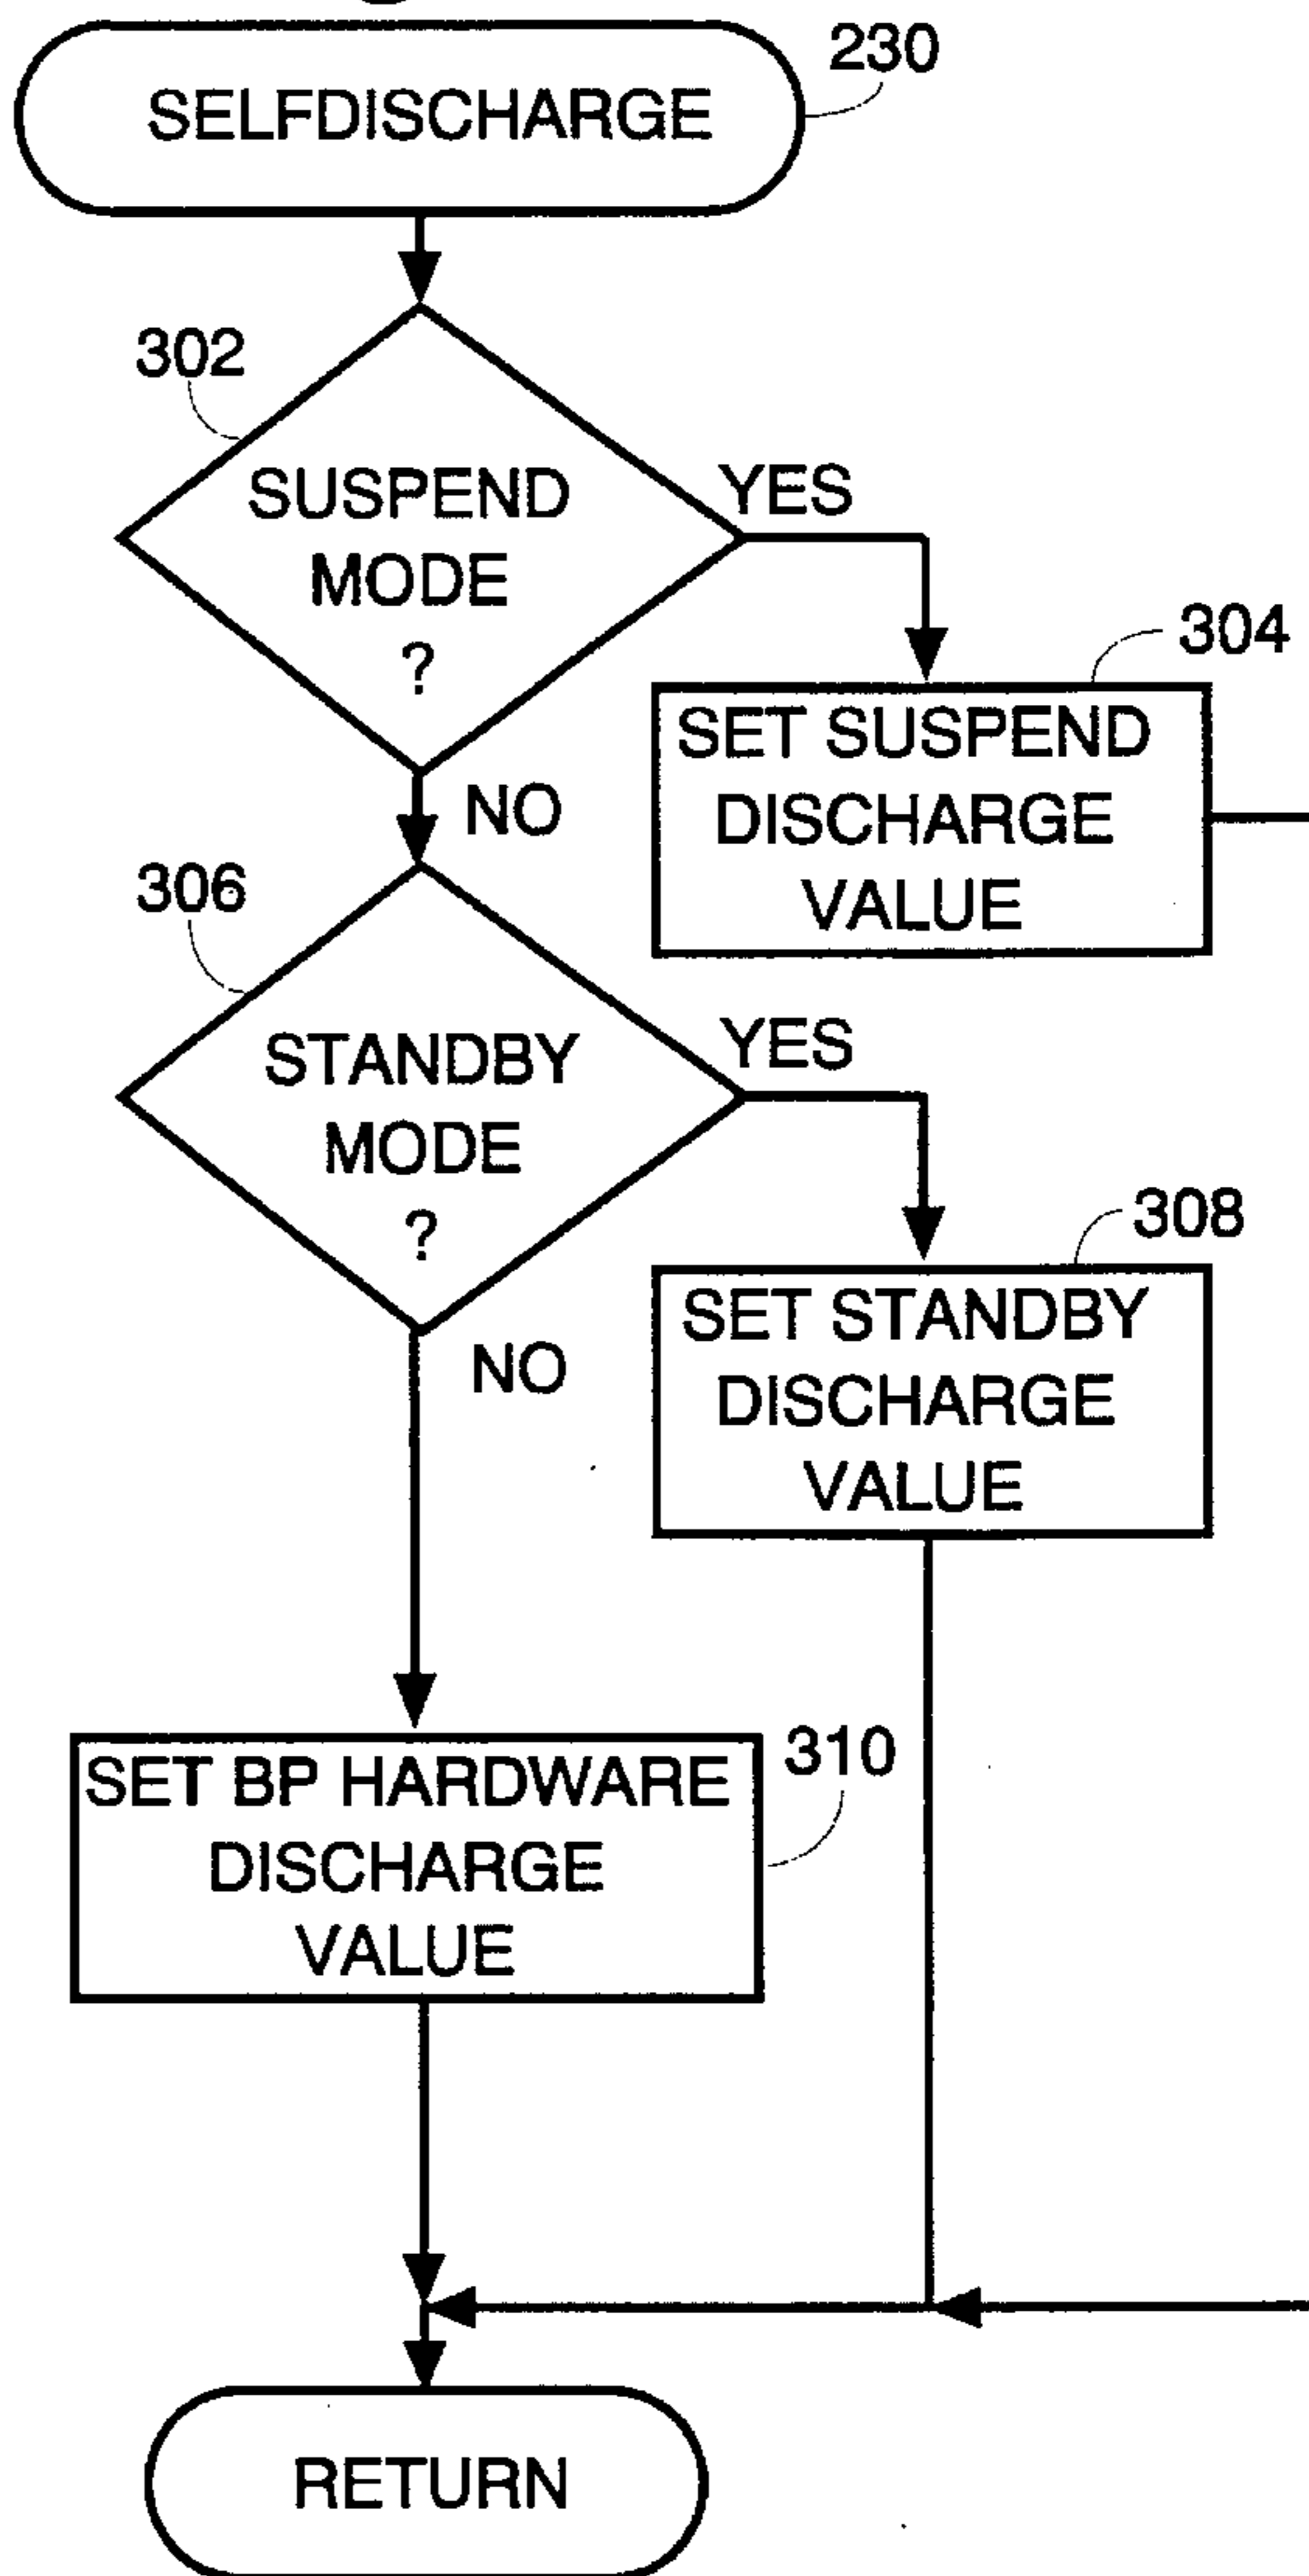 230
SELFDISCHARGE
302
SUSPEND
MODE
?
YES
304
SET SUSPEND
DISCHARGE
VALUE
NO
306
STANDBY
MODE
?
YES
308
SET STANDBY
DISCHARGE
VALUE
NO
310
SET BP HARDWARE
DISCHARGE
VALUE
RETURN